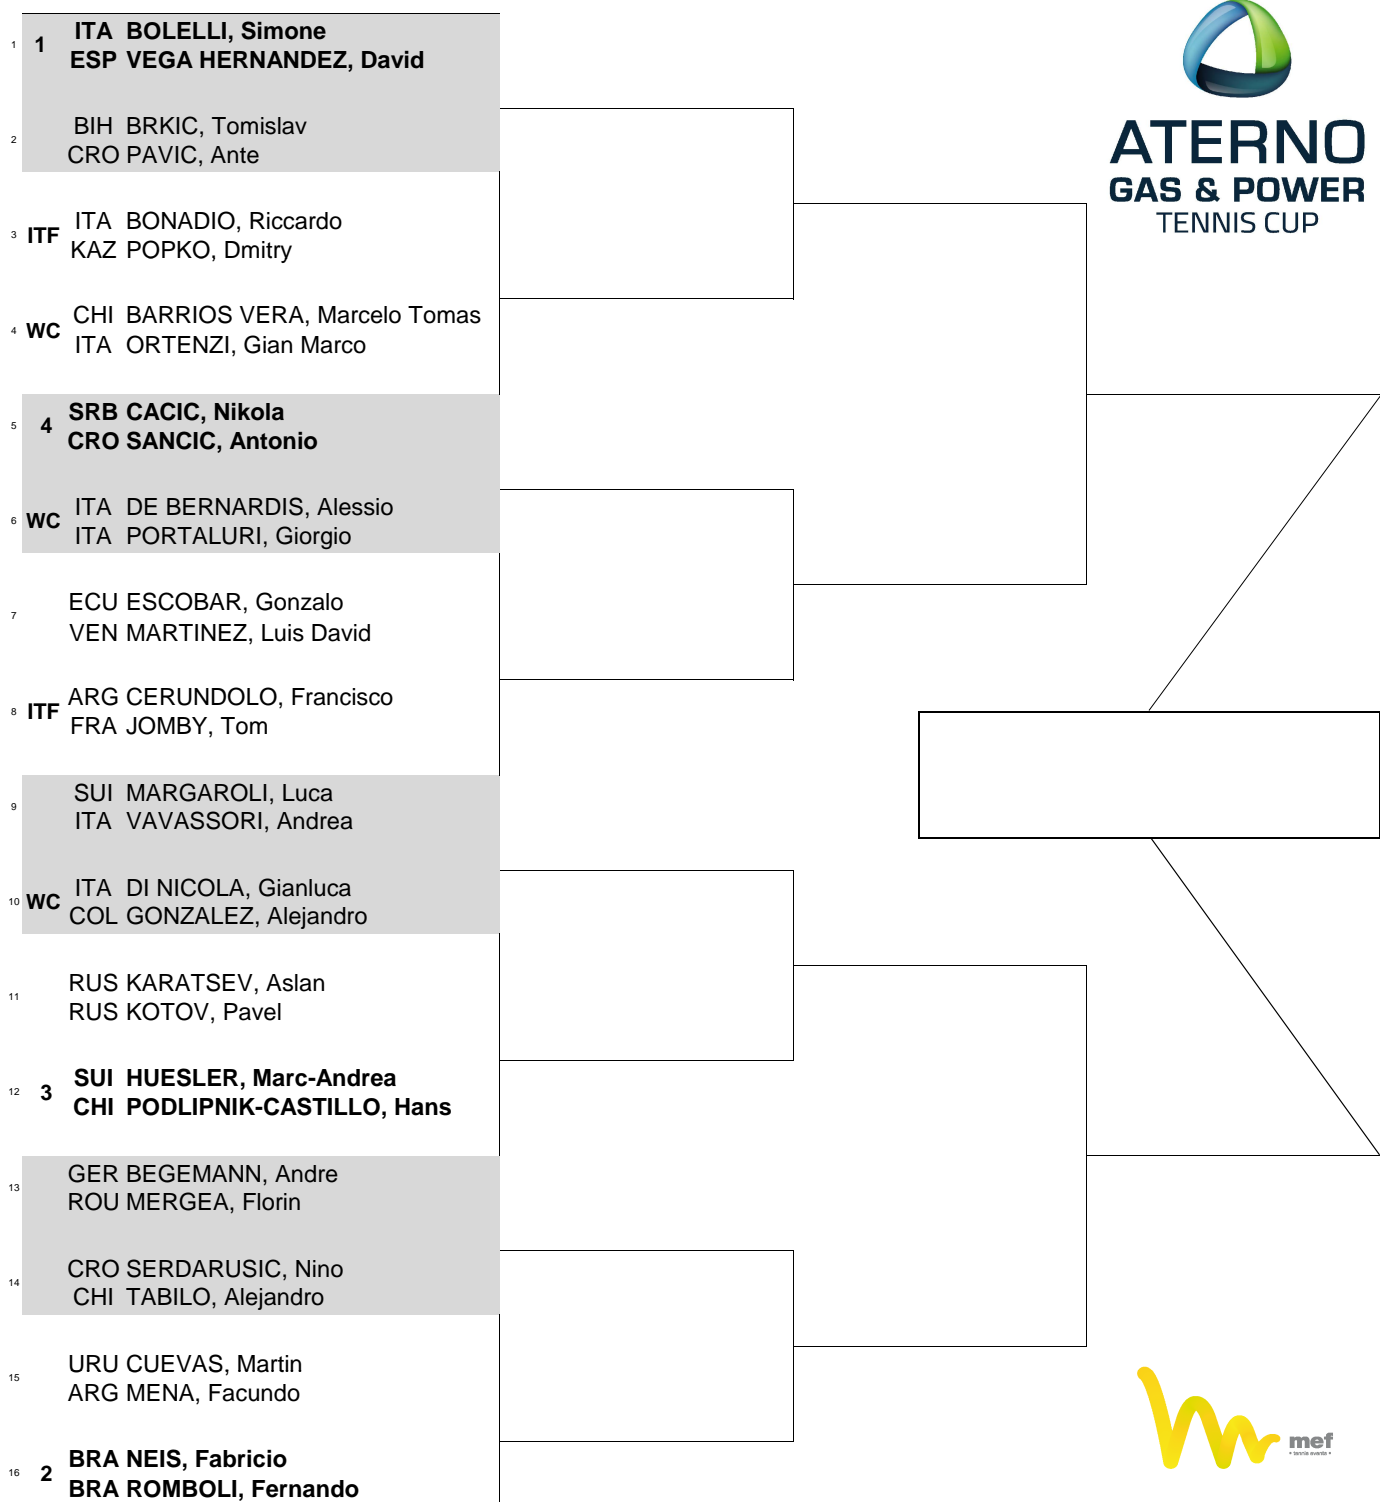 1 1 ITA BOLELLI, Simone
ESP VEGA HERNANDEZ, David
2 BIH BRKIC, Tomislav
CRO PAVIC, Ante
3 ITF ITA BONADIO, Riccardo
KAZ POPKO, Dmitry
4 WC CHI BARRIOS VERA, Marcelo Tomas
ITA ORTENZI, Gian Marco
5 4 SRB CACIC, Nikola
CRO SANCIC, Antonio
6 WC ITA DE BERNARDIS, Alessio
ITA PORTALURI, Giorgio
7 ECU ESCOBAR, Gonzalo
VEN MARTINEZ, Luis David
8 ITF ARG CERUNDOLO, Francisco
FRA JOMBY, Tom
9 SUI MARGAROLI, Luca
ITA VAVASSORI, Andrea
10 WC ITA DI NICOLA, Gianluca
COL GONZALEZ, Alejandro
11 RUS KARATSEV, Aslan
RUS KOTOV, Pavel
12 3 SUI HUESLER, Marc-Andrea
CHI PODLIPNIK-CASTILLO, Hans
13 GER BEGEMANN, Andre
ROU MERGEA, Florin
14 CRO SERDARUSIC, Nino
CHI TABILO, Alejandro
15 URU CUEVAS, Martin
ARG MENA, Facundo
16 2 BRA NEIS, Fabricio
BRA ROMBOLI, Fernando
ATERNO
GAS & POWER
TENNIS CUP
mef
• tennis events •